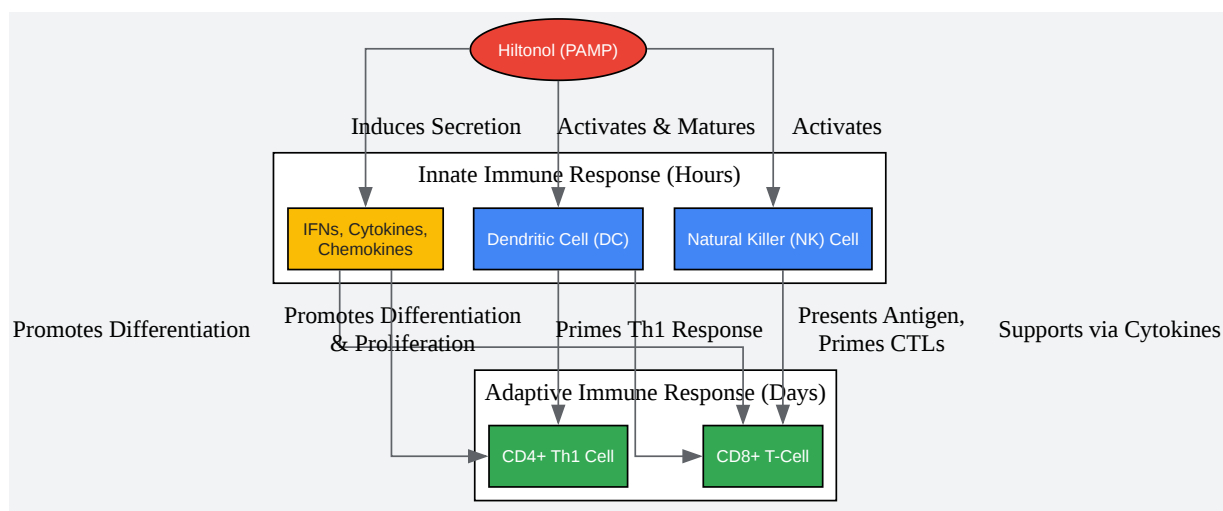 Hiltonol (PAMP)
Induces Secretion
Activates & Matures
Activates
Innate Immune Response (Hours)
IFNs, Cytokines,
Chemokines
Dendritic Cell (DC)
Natural Killer (NK) Cell
Promotes Differentiation
Promotes Differentiation
& Proliferation
Primes Th1 Response
Presents Antigen,
Primes CTLs
Supports via Cytokines
Adaptive Immune Response (Days)
CD4+ Th1 Cell
CD8+ T-Cell